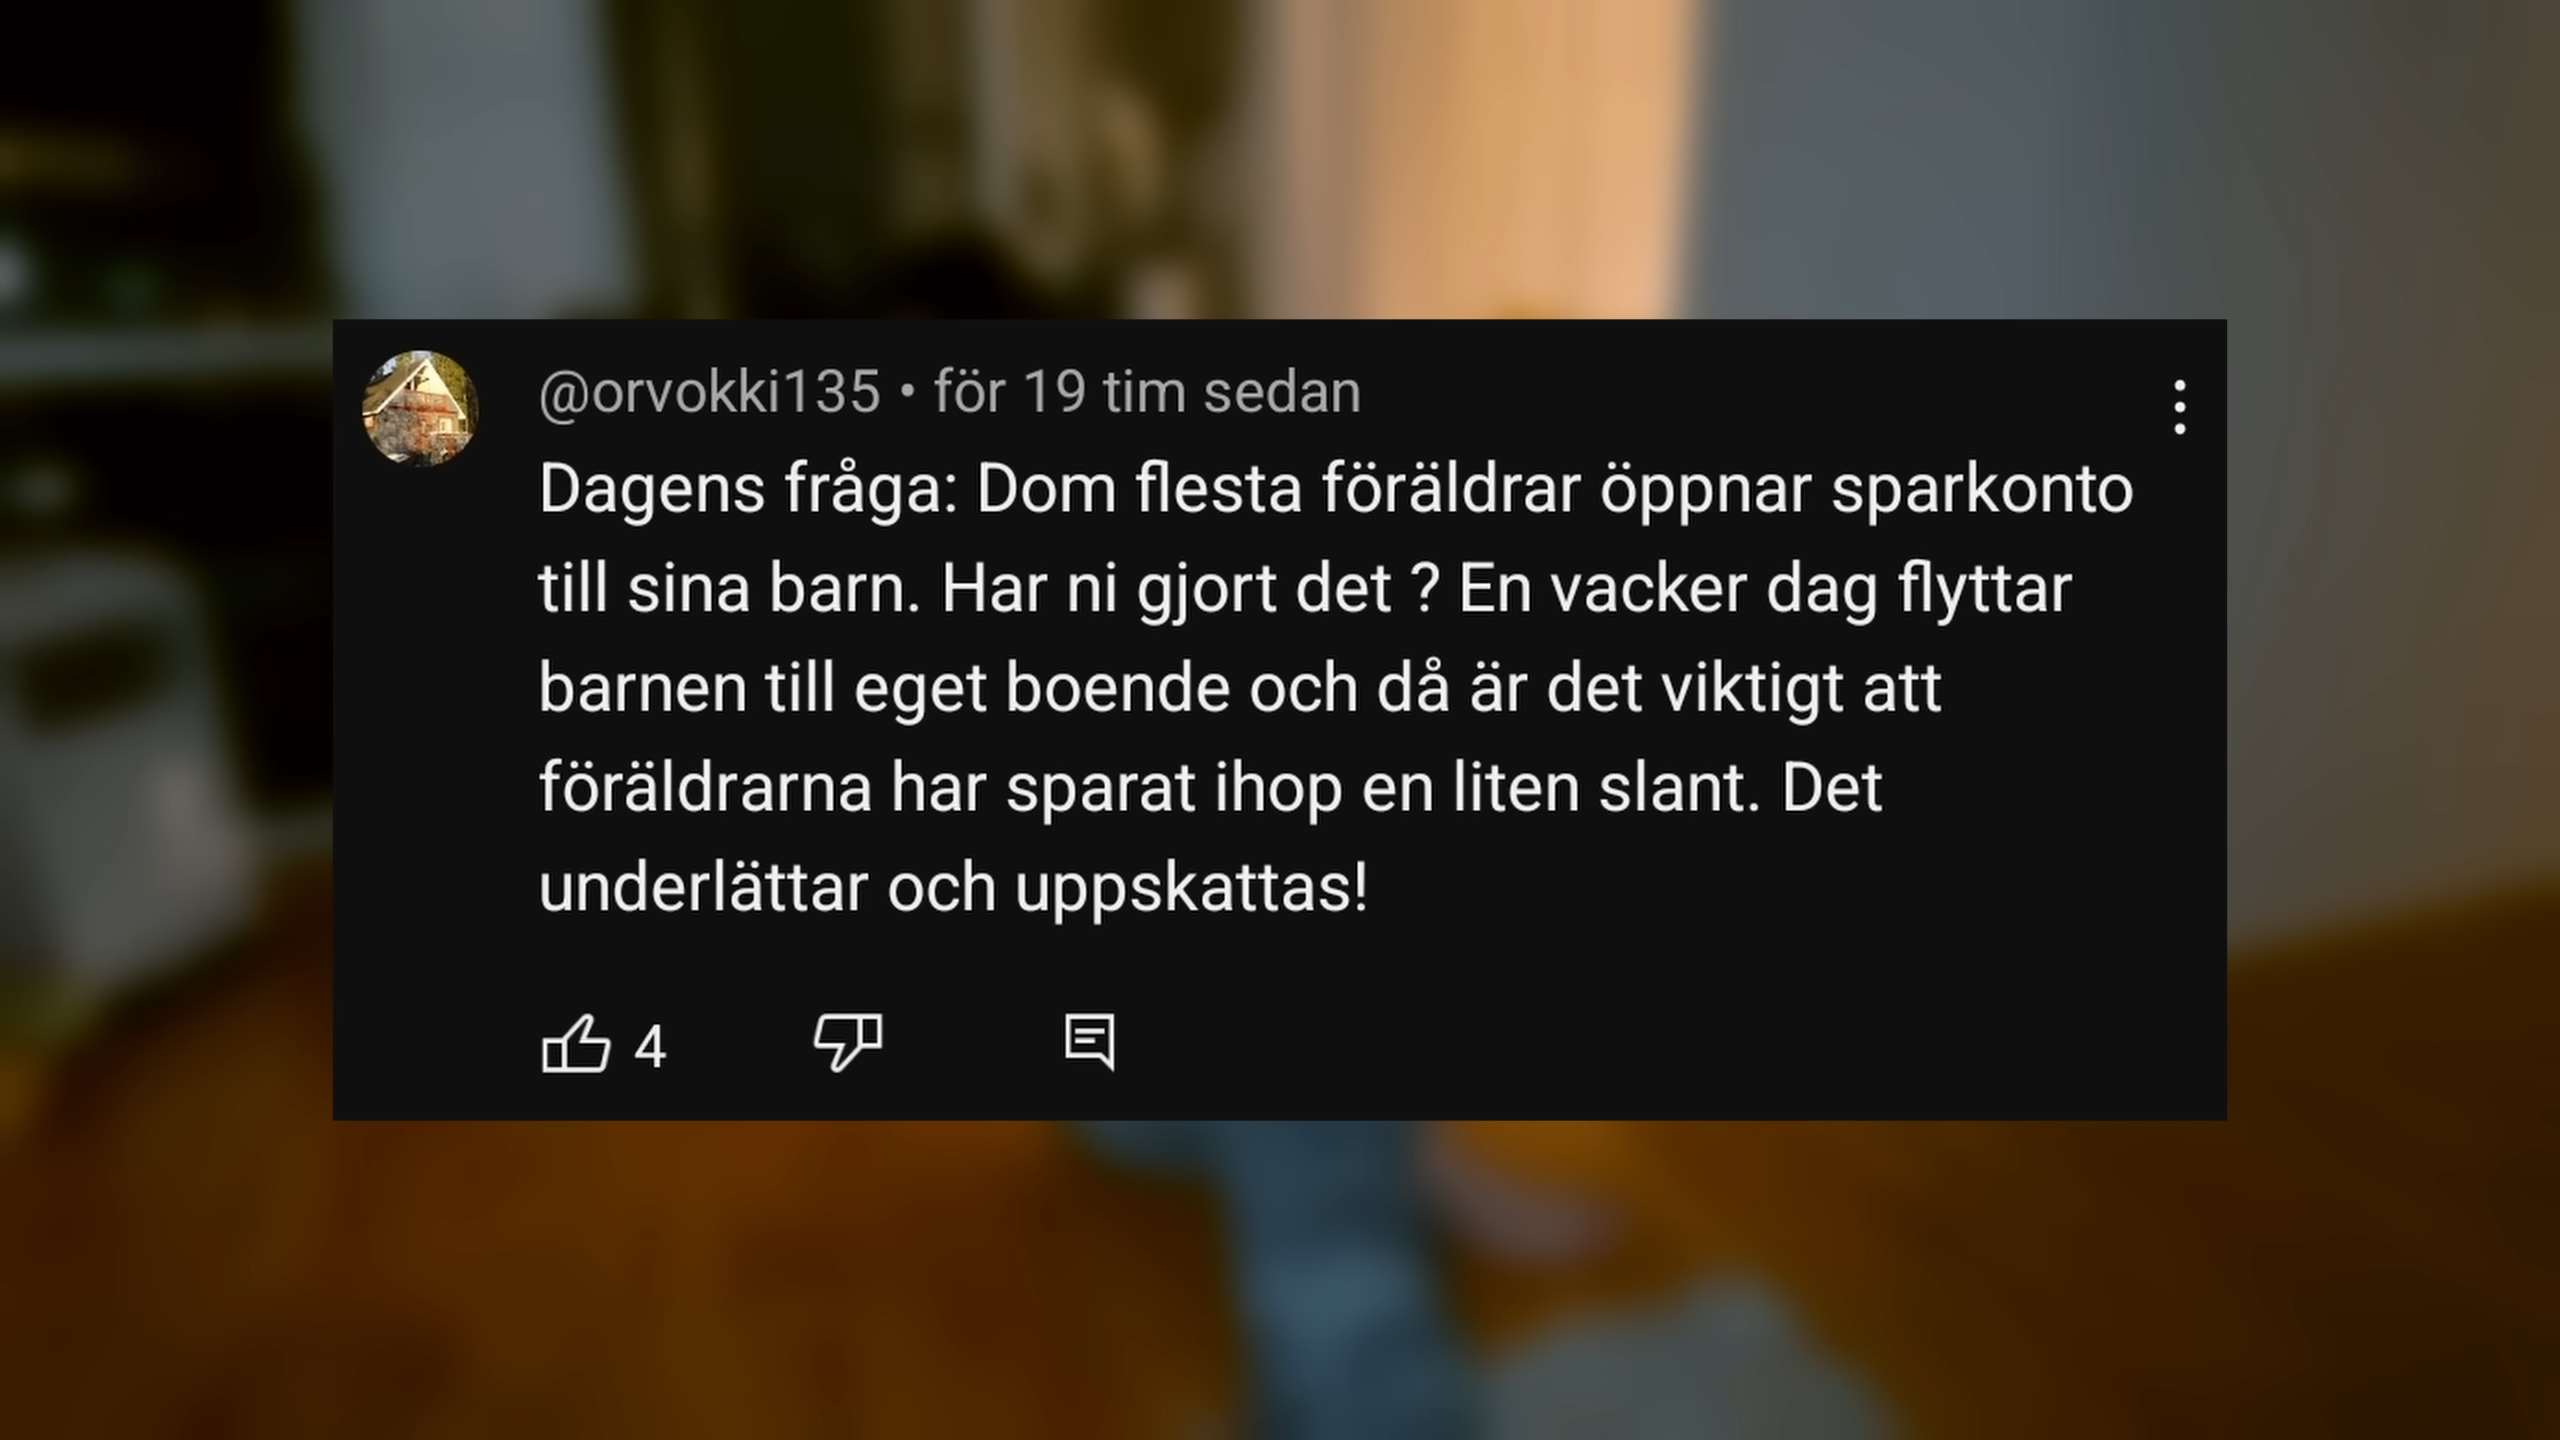 @orvokki135 • för 19 tim sedan
Dagens fråga: Dom flesta föräldrar öppnar sparkonto
till sina barn. Har ni gjort det ? En vacker dag flyttar
barnen till eget boende och då är det viktigt att
föräldrarna har sparat ihop en liten slant. Det
underlättar och uppskattas!
4